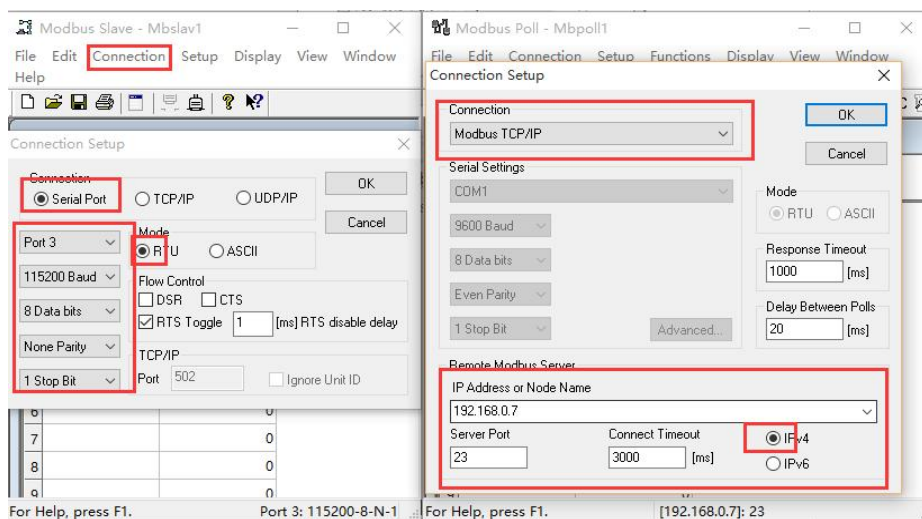 Modbus Slave - Mbslav1
File Edit Connection Setup Display View Window
Help
Connection Setup
Connection
Serial Port TCP/IP UDP/IP
OK
Cancel
Port 3
Mode
RTU ASCII
115200 Baud
Flow Control
DSR CTS
8 Data bits
RTS Toggle 1 [ms] RTS disable delay
None Parity
TCP/IP
Port 502 Ignore Unit ID
1 Stop Bit
6 0
7 0
8 0
9 0
For Help, press F1. Port 3: 115200-8-N-1
Modbus Poll - Mbpoll1
File Edit Connection Setup Functions Display View Window
Connection Setup
Connection
Modbus TCP/IP
OK
Cancel
Serial Settings
COM1
Mode
RTU ASCII
9600 Baud
8 Data bits
Response Timeout
1000 [ms]
Even Parity
Delay Between Polls
1 Stop Bit Advanced... 20 [ms]
Remote Modbus Server
IP Address or Node Name
192.168.0.7
Server Port Connect Timeout
IPv4
23 3000 [ms]
IPv6
For Help, press F1. [192.168.0.7]: 23